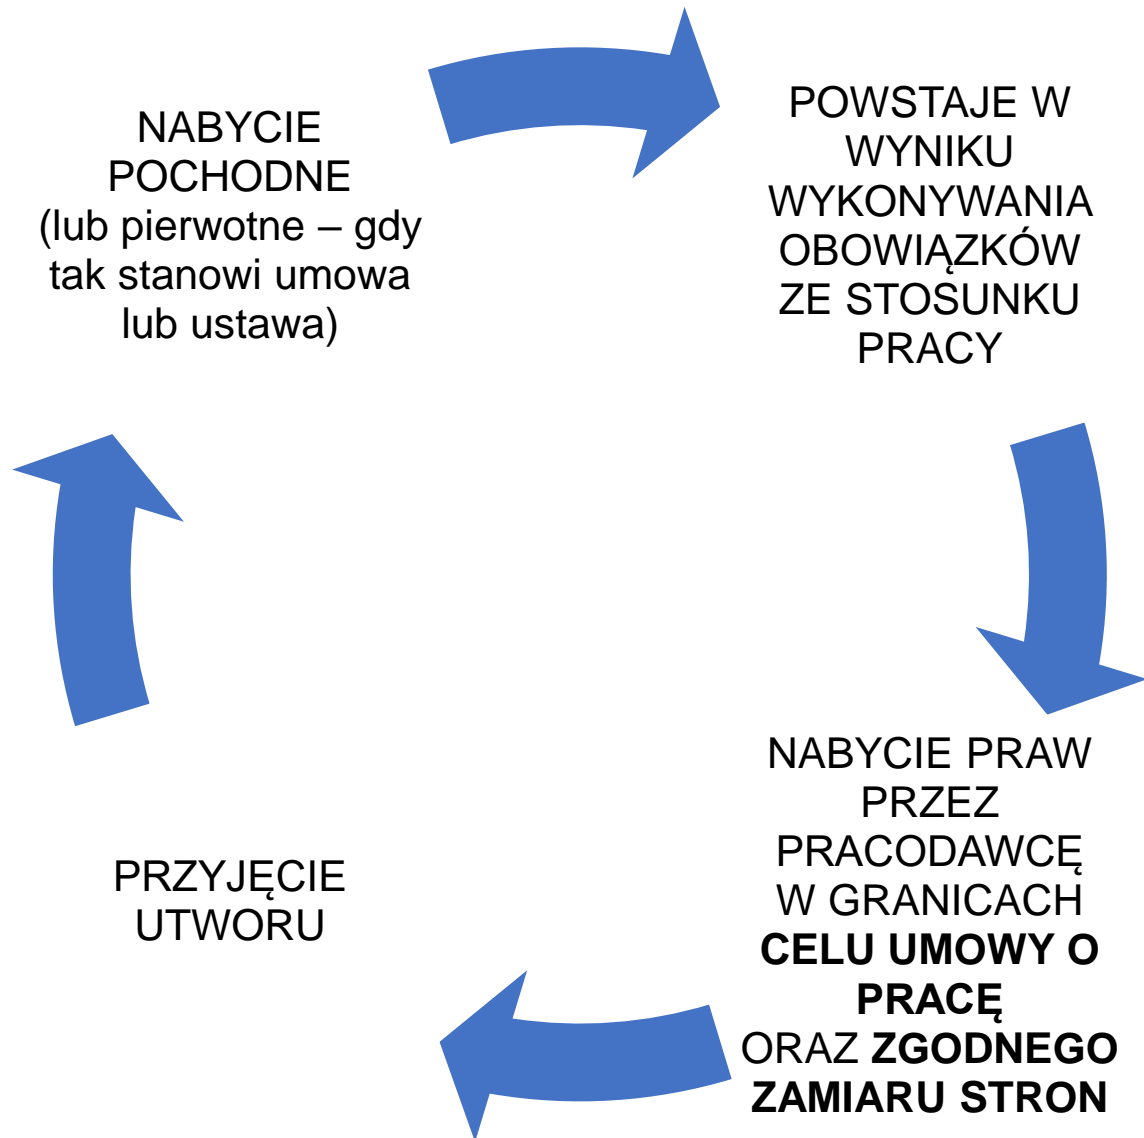 NABYCIE
POCHODNE
(lub pierwotne – gdy
tak stanowi umowa
lub ustawa)
POWSTAJE W
WYNIKU
WYKONYWANIA
OBOWIĄZKÓW
ZE STOSUNKU
PRACY
NABYCIE PRAW
PRZEZ
PRACODAWCĘ
W GRANICACH
CELU UMOWY O
PRACĘ
ORAZ ZGODNEGO
ZAMIARU STRON
PRZYJĘCIE
UTWORU